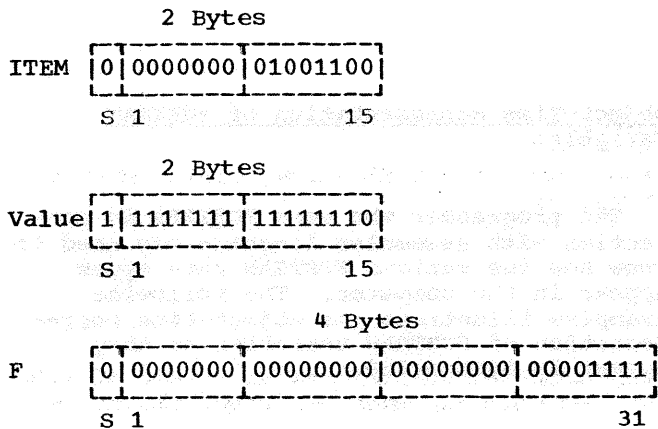 2 Bytes
ITEM 0 0000000 01001100
S 1 15
2 Bytes
Value 1 1111111 11111110
S 1 15
4 Bytes
F 0 0000000 00000000 00000000 00001111
S 1 31